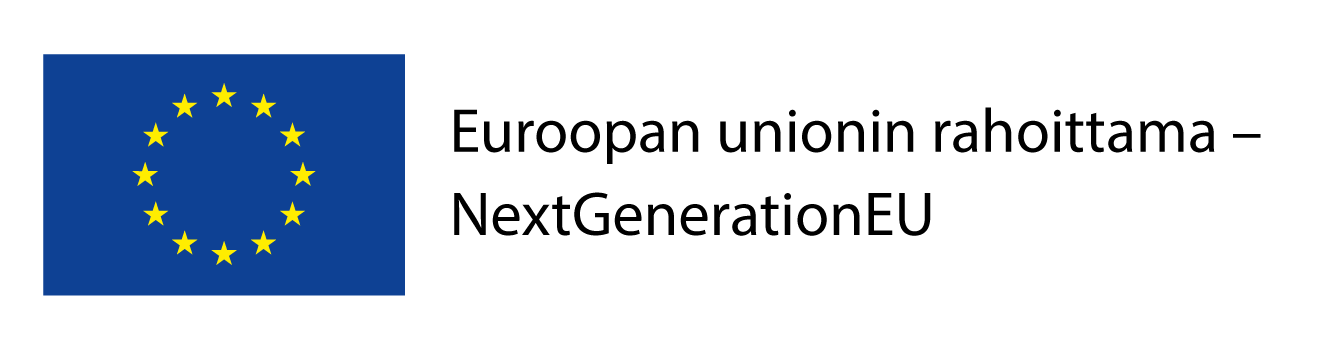 Euroopan unionin rahoittama –
NextGenerationEU